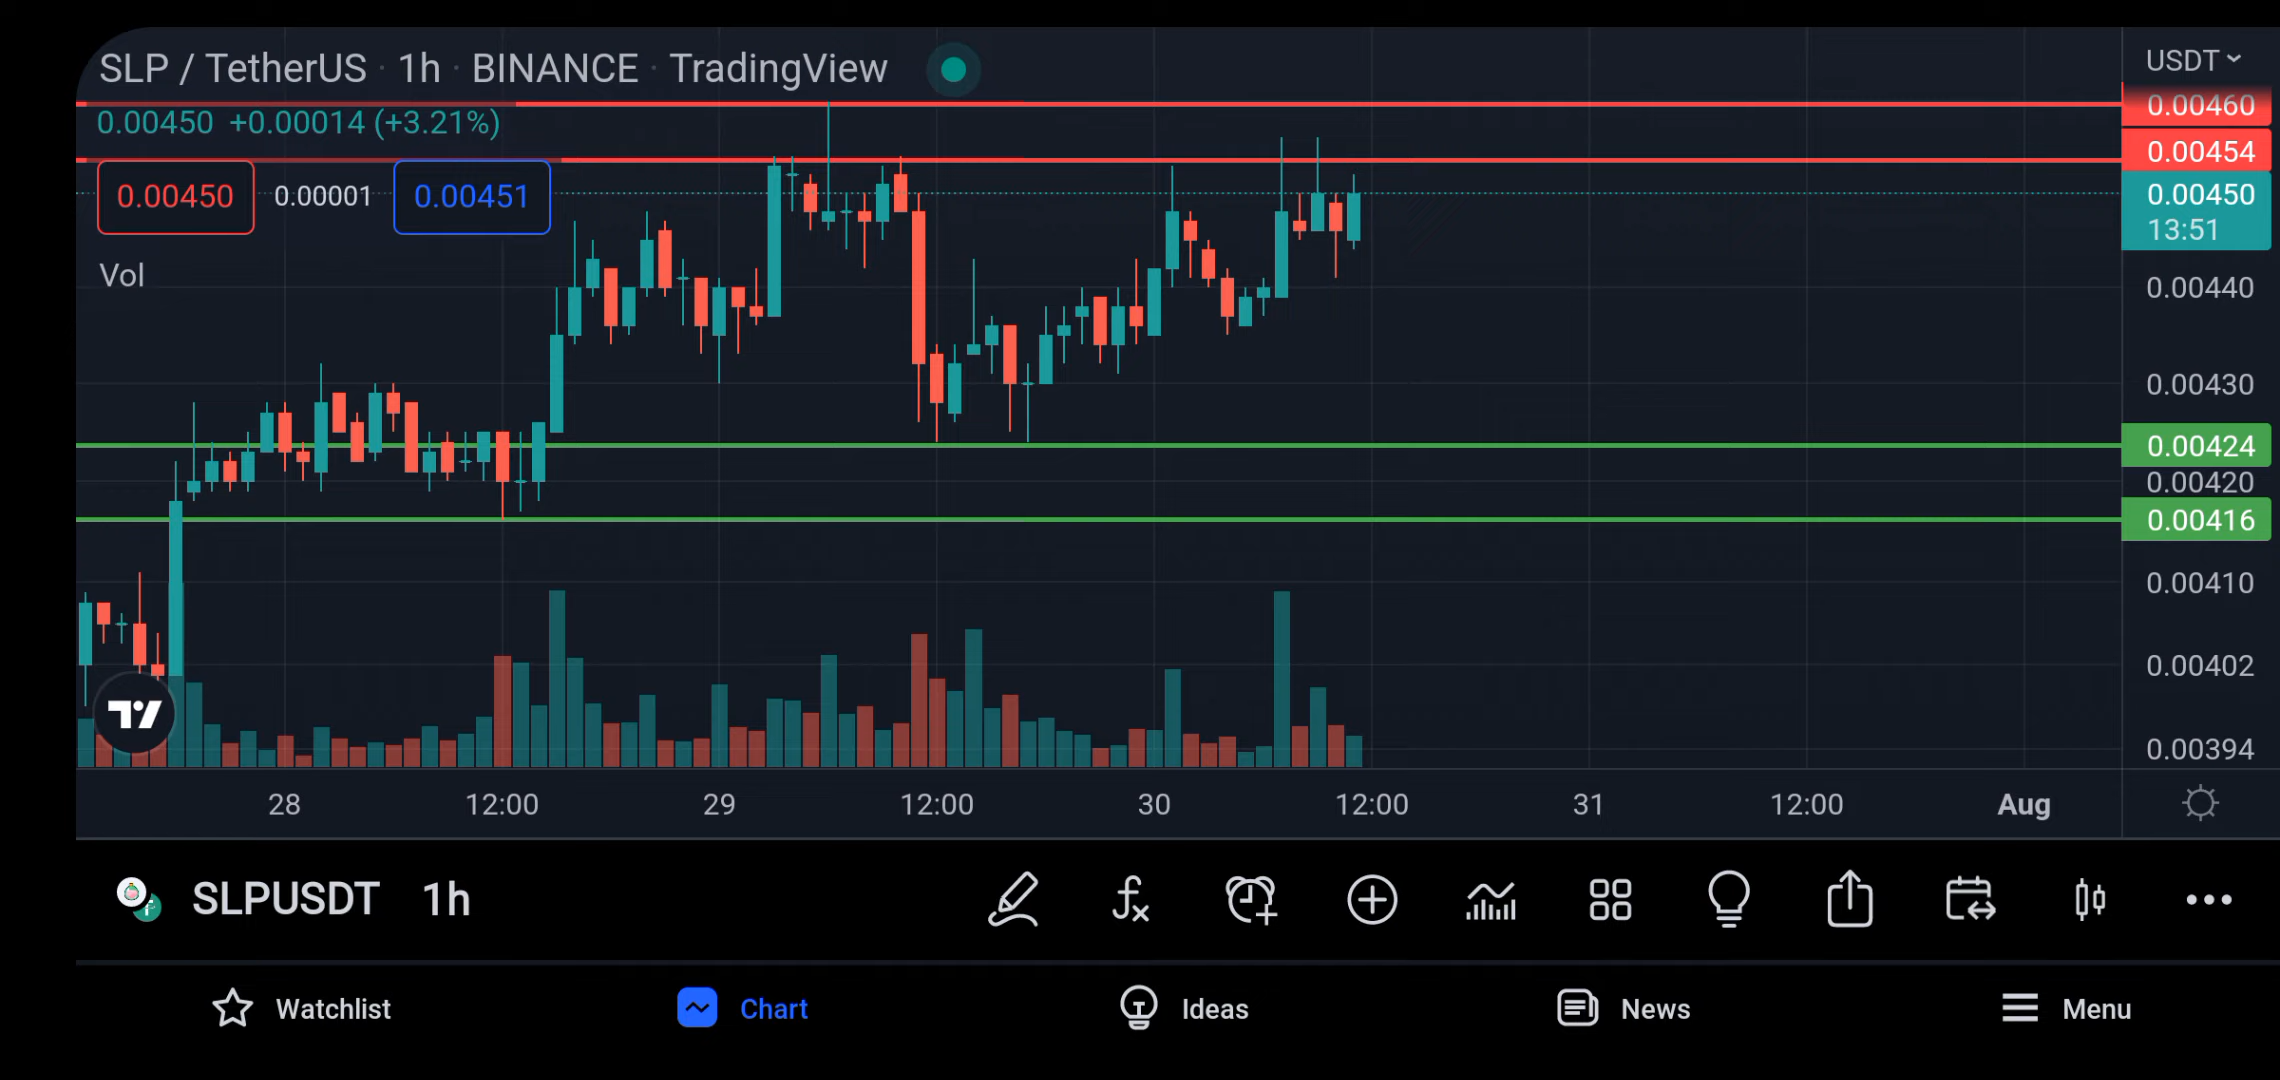 SLP / TetherUS · 1h · BINANCE · TradingView
USDT
0.00460
0.00450 +0.00014 (+3.21%)
0.00454
0.00450 0.00001 0.00451
0.00450
13:51
Vol
0.00440
0.00430
0.00424
0.00420
0.00416
0.00410
0.00402
0.00394
28 12:00 29 12:00 30 12:00 31 12:00 Aug
SLPUSDT 1h
Watchlist Chart Ideas News Menu